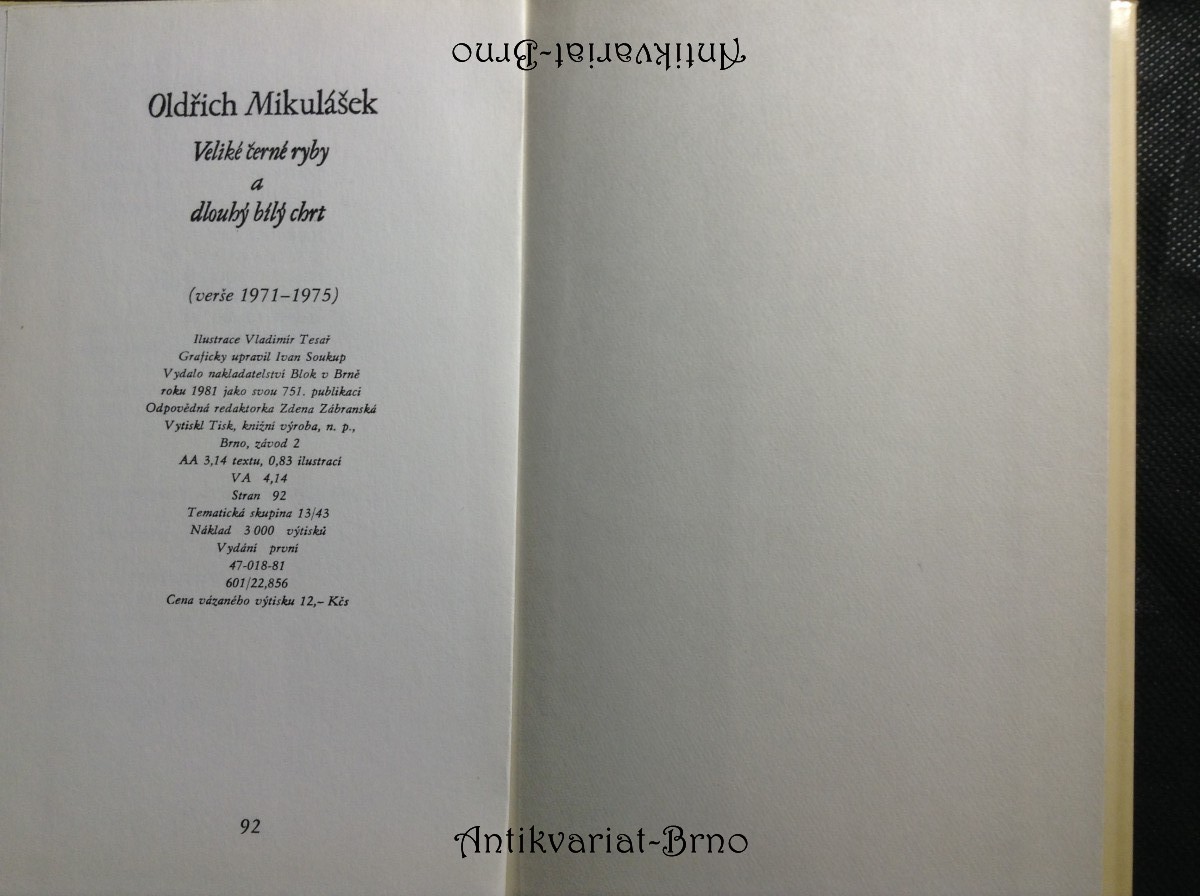 Antikvariat-Brno
Oldřich Mikulášek
Veliké černé ryby
a
dlouhý bílý chrt
(verše 1971–1975)
Ilustrace Vladimír Tesař
Graficky upravil Ivan Soukup
Vydalo nakladatelství Blok v Brně
roku 1981 jako svou 751. publikaci
Odpovědná redaktorka Zdena Zábranská
Vytiskl Tisk, knižní výroba, n. p.,
Brno, závod 2
AA 3,14 textu, 0,83 ilustrací
VA 4,14
Stran 92
Tematická skupina 13/43
Náklad 3 000 výtisků
Vydání první
47-018-81
601/22,856
Cena vázaného výtisku 12,– Kčs
92
Antikvariat-Brno